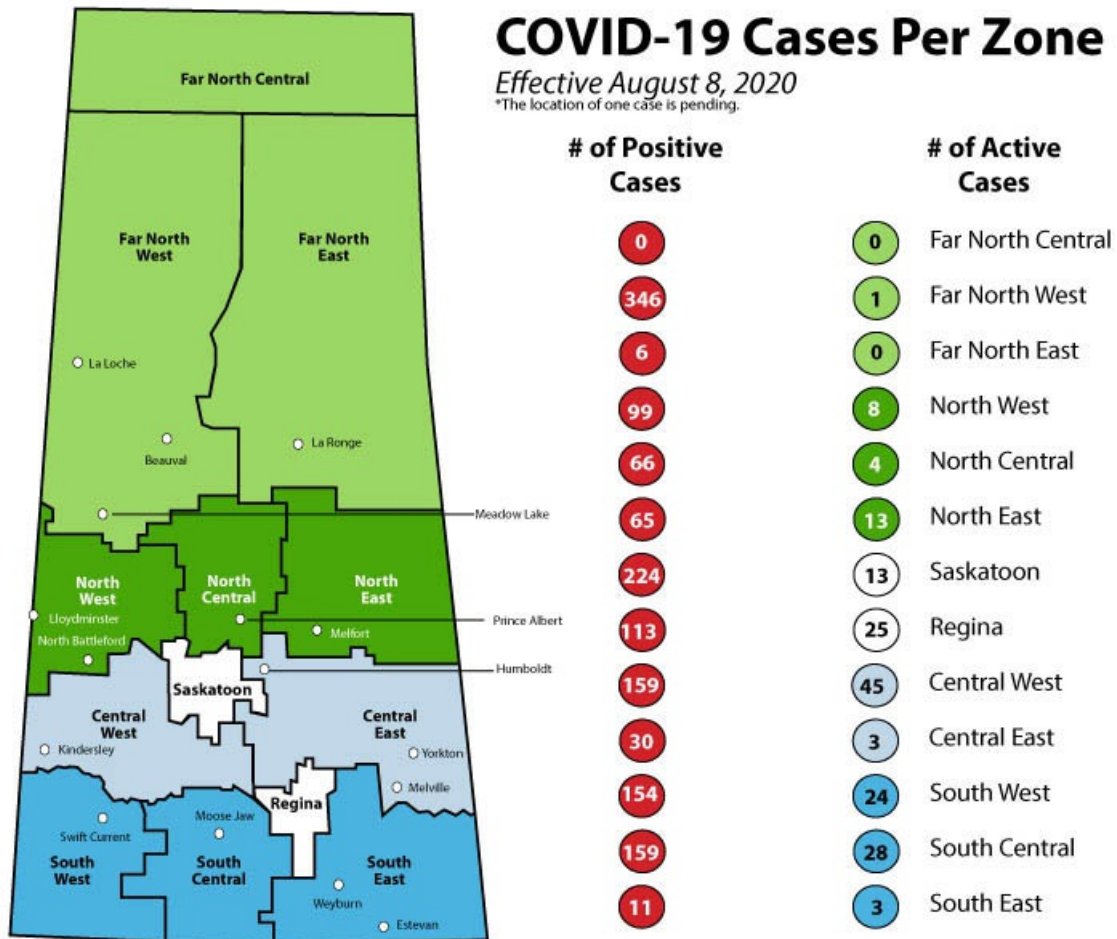 COVID-19 Cases Per Zone
Effective August 8, 2020
*The location of one case is pending.
# of Positive
Cases
# of Active
Cases
0 0 Far North Central
346 1 Far North West
6 0 Far North East
99 8 North West
66 4 North Central
65 13 North East
224 13 Saskatoon
113 25 Regina
159 45 Central West
30 3 Central East
154 24 South West
159 28 South Central
11 3 South East
Far North Central
Far North
West
Far North
East
La Loche
Beauval
La Ronge
Meadow Lake
North
West
North
Central
North
East
Lloydminster
Prince Albert
North Battleford
Melfort
Humboldt
Saskatoon
Central
West
Central
East
Kindersley
Yorkton
Melville
Regina
Moose Jaw
Swift Current
South
West
South
Central
South
East
Weyburn
Estevan